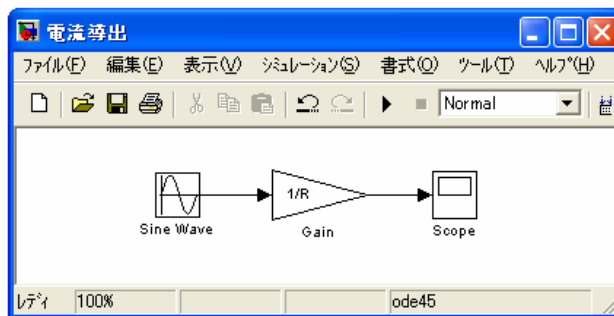 電流導出
ﾌｧｲﾙ(F) 編集(E) 表示(V) ｼﾐｭﾚｰｼｮﾝ(S) 書式(O) ﾂｰﾙ(T) ﾍﾙﾌﾟ(H)
Normal
1/R
Sine Wave Gain Scope
ﾚﾃﾞｨ 100% ode45